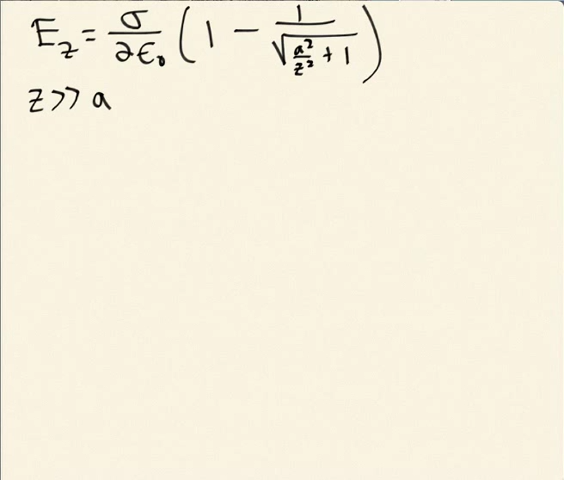 E_z = σ/2ε₀ (1 - 1/√(a²/z² + 1))
z >> a